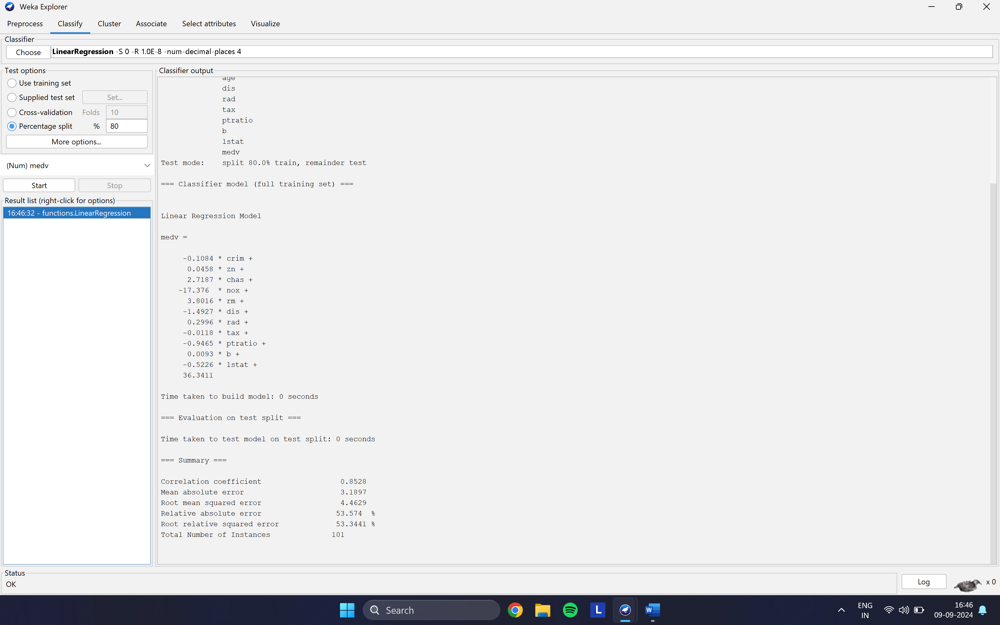 Weka Explorer
Preprocess Classify Cluster Associate Select attributes Visualize
Classifier
Choose LinearRegression -S 0 -R 1.0E-8 -num-decimal-places 4
Test options
Use training set
Supplied test set Set...
Cross-validation Folds 10
Percentage split % 80
More options...
(Num) medv
Start Stop
Result list (right-click for options)
16:46:32 - functions.LinearRegression
Classifier output
age
dis
rad
tax
ptratio
b
lstat
medv
Test mode: split 80.0% train, remainder test
=== Classifier model (full training set) ===
Linear Regression Model
medv =
-0.1084 * crim +
0.0458 * zn +
2.7187 * chas +
-17.376 * nox +
3.8016 * rm +
-1.4927 * dis +
0.2996 * rad +
-0.0118 * tax +
-0.9465 * ptratio +
0.0093 * b +
-0.5226 * lstat +
36.3411
Time taken to build model: 0 seconds
=== Evaluation on test split ===
Time taken to test model on test split: 0 seconds
=== Summary ===
Correlation coefficient 0.8528
Mean absolute error 3.1897
Root mean squared error 4.4629
Relative absolute error 53.574 %
Root relative squared error 53.3441 %
Total Number of Instances 101
Status
OK
Log x 0
Search
L
W
ENG
IN
16:46
09-09-2024